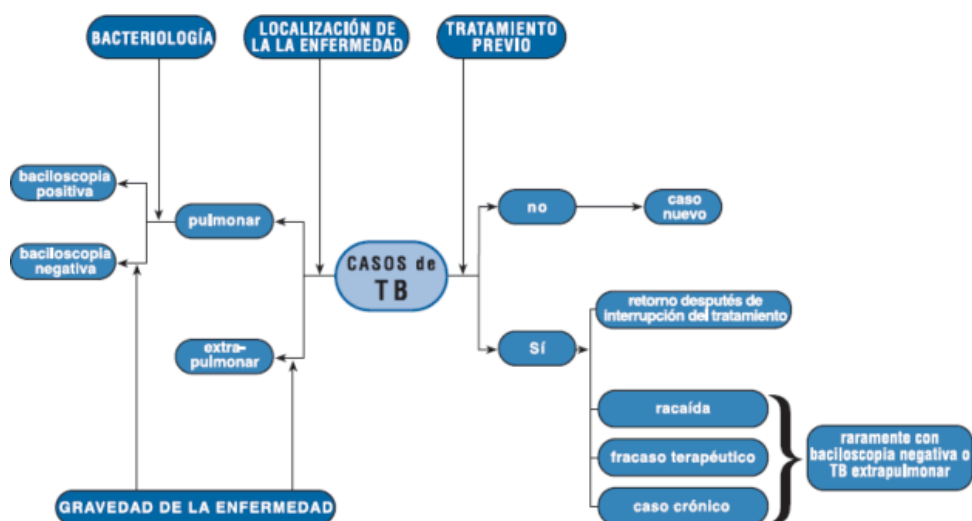 BACTERIOLOGÍA
LOCALIZACIÓN DE
LA LA ENFERMEDAD
TRATAMIENTO
PREVIO
baciloscopia
positiva
baciloscopia
negativa
pulmonar
extra-
pulmonar
CASOS de
TB
no
caso
nuevo
Sí
retorno desputés de
interrupción del tratamiento
racaída
fracaso terapéutico
caso crónico
raramente con
baciloscopia negativa o
TB extrapulmonar
GRAVEDAD DE LA ENFERMEDAD